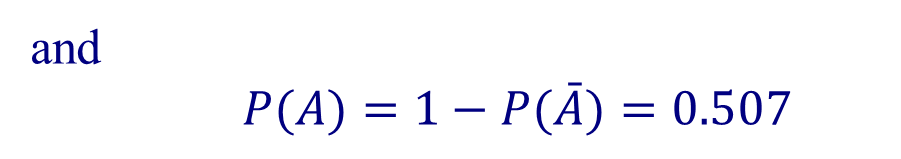 and
P(A) = 1 − P(Ā) = 0.507